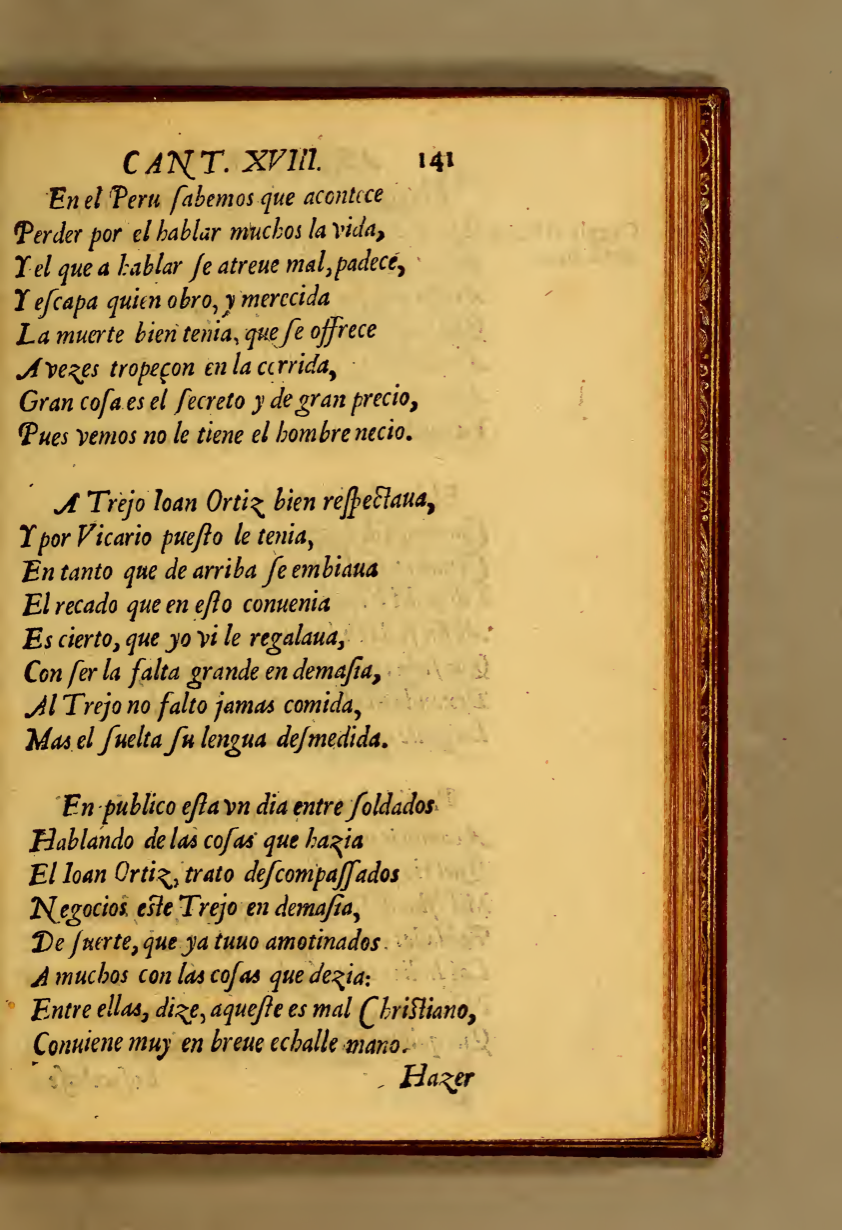 CANT. XVIII. 141
En el Peru ſabemos que acontece
Perder por el hablar muchos la vida,
Y el que a hablar ſe atreue mal, padece,
Y eſcapa quien obro, y merecida
La muerte bien tenia, que ſe offrece
A vezes tropeçon en la corrida,
Gran coſa es el ſecreto y de gran precio,
Pues vemos no le tiene el hombre necio.
A Trejo Ioan Ortiz bien reſpectaua,
Y por Vicario pueſto le tenia,
En tanto que de arriba ſe embiaua
El recado que en eſto conuenia
Es cierto, que yo vi le regalaua,
Con ſer la falta grande en demaſia,
Al Trejo no falto jamas comida,
Mas el ſuelta ſu lengua deſmedida.
En publico eſta vn dia entre ſoldados
Hablando de las coſas que hazia
El Ioan Ortiz, trato deſcompaſſados
Negocios eſte Trejo en demaſia,
De ſuerte, que ya tuuo amotinados
A muchos con las coſas que dezia:
Entre ellas, dize, aqueſte es mal Chriſtiano,
Conuiene muy en breue echalle mano.
Hazer